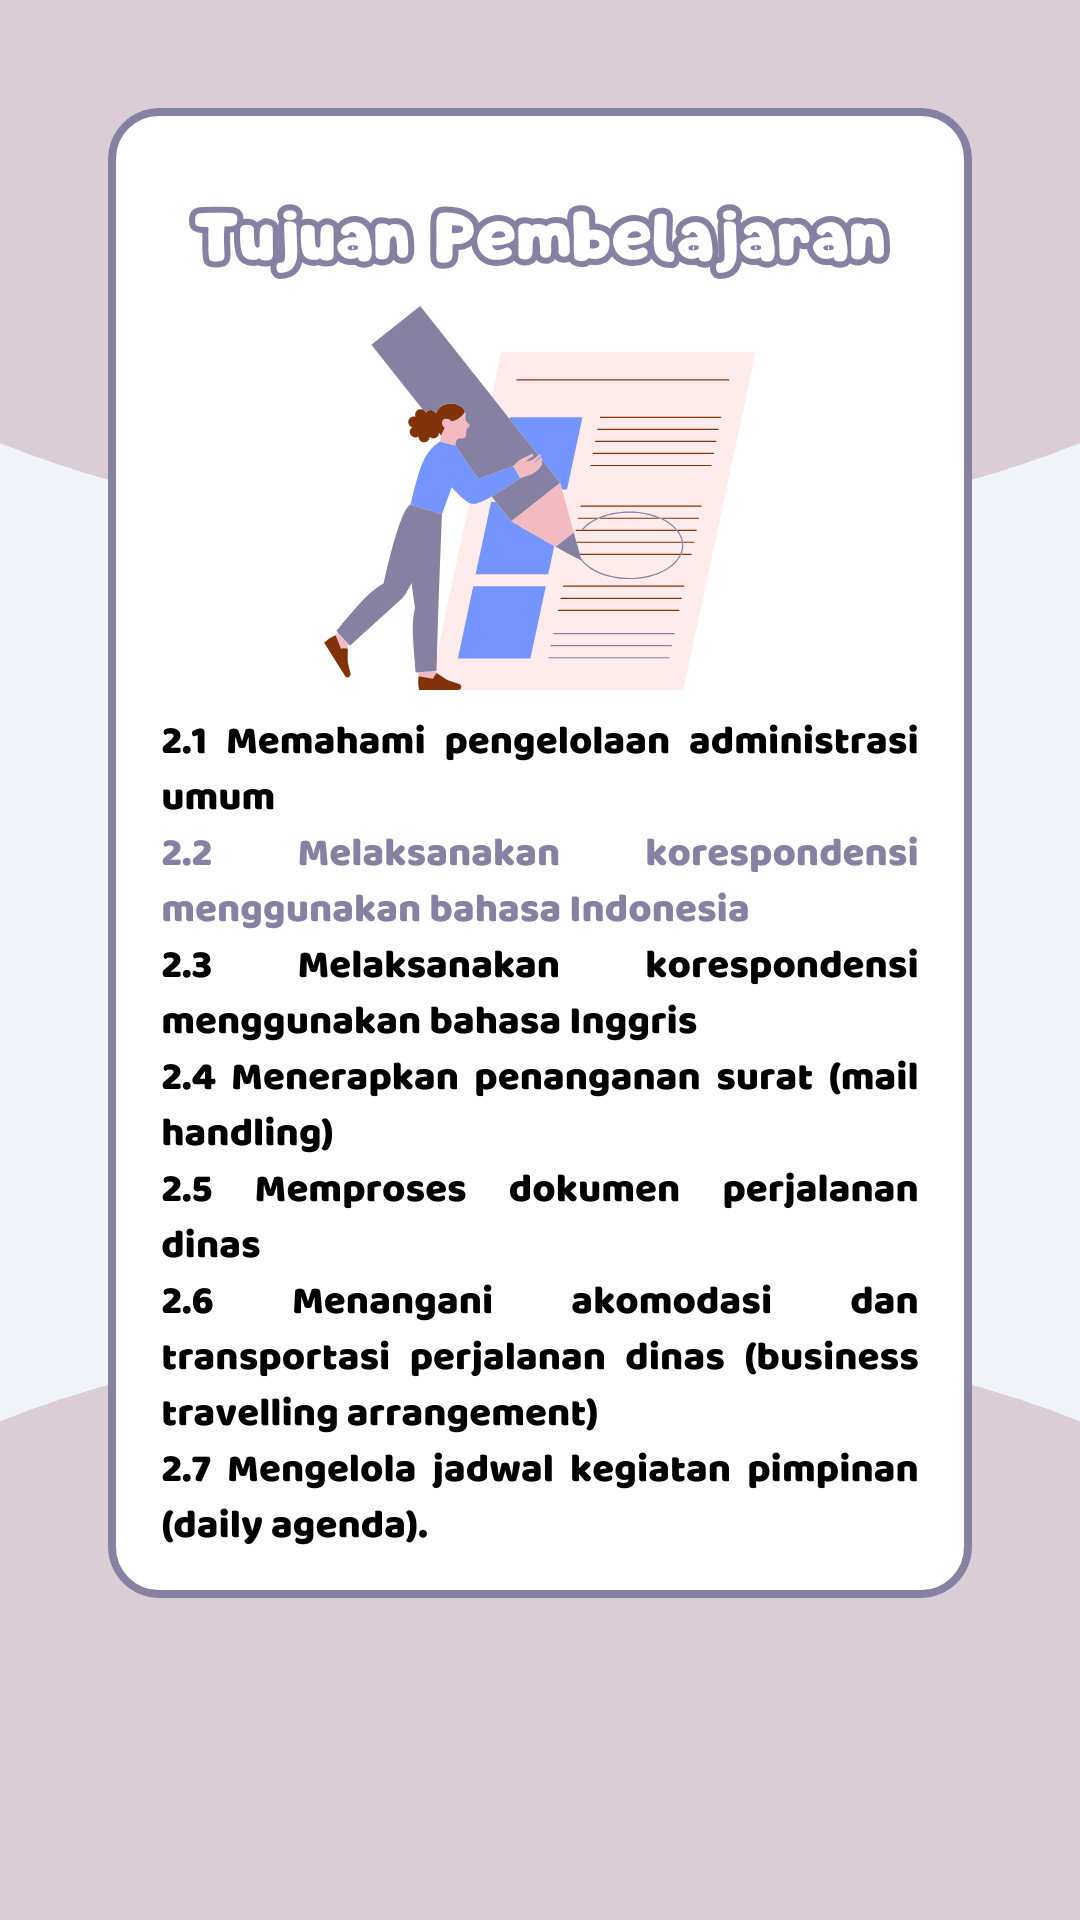 Tujuan Pembelajaran
2.1 Memahami pengelolaan administrasi
umum
2.2 Melaksanakan korespondensi
menggunakan bahasa Indonesia
2.3 Melaksanakan korespondensi
menggunakan bahasa Inggris
2.4 Menerapkan penanganan surat (mail
handling)
2.5 Memproses dokumen perjalanan
dinas
2.6 Menangani akomodasi dan
transportasi perjalanan dinas (business
travelling arrangement)
2.7 Mengelola jadwal kegiatan pimpinan
(daily agenda).